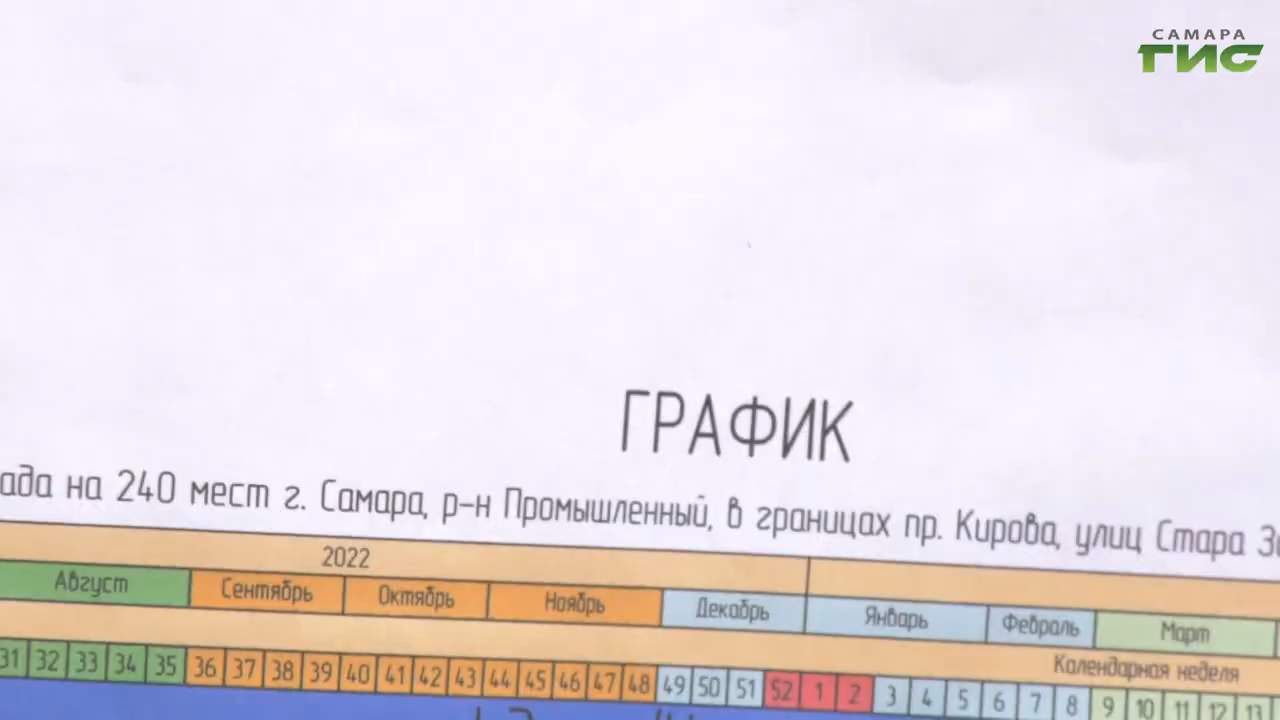 САМАРА
ГИС
ГРАФИК
на 240 мест г. Самара, р-н Промышленный, в границах пр. Кирова, улиц Стара
2022
Август Сентябрь Октябрь Ноябрь Декабрь Январь Февраль Март
Календарная неделя
31 32 33 34 35 36 37 38 39 40 41 42 43 44 45 46 47 48 49 50 51 52 1 2 3 4 5 6 7 8 9 10 11 12 13